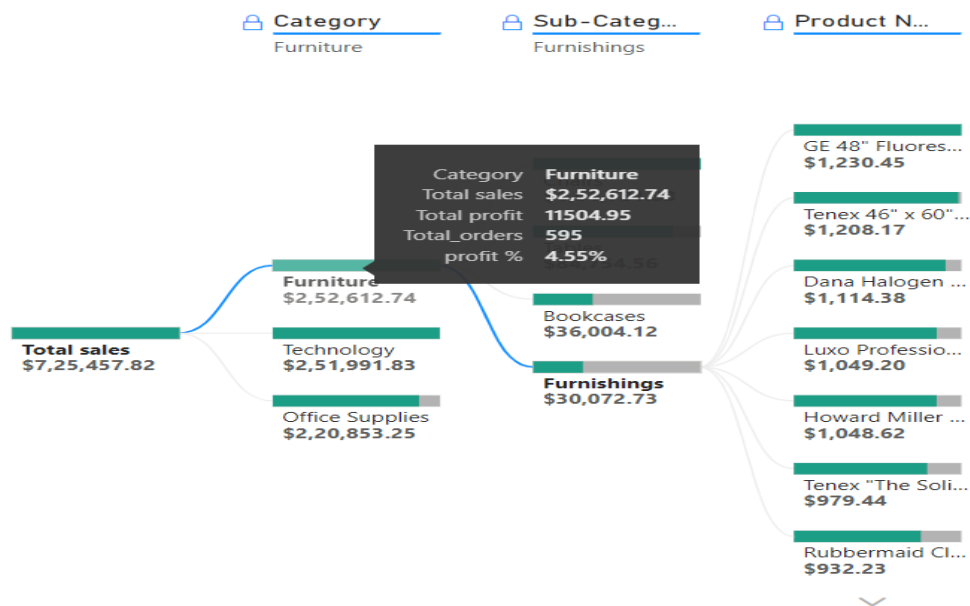 Category
Furniture
Sub-Categ...
Furnishings
Product N...
Category Furniture
Total sales $2,52,612.74
Total profit 11504.95
Total_orders 595
profit % 4.55%
Total sales
$7,25,457.82
Furniture
$2,52,612.74
Technology
$2,51,991.83
Office Supplies
$2,20,853.25
Bookcases
$36,004.12
Furnishings
$30,072.73
GE 48" Fluores...
$1,230.45
Tenex 46" x 60"...
$1,208.17
Dana Halogen ...
$1,114.38
Luxo Professio...
$1,049.20
Howard Miller ...
$1,048.62
Tenex "The Soli...
$979.44
Rubbermaid Cl...
$932.23